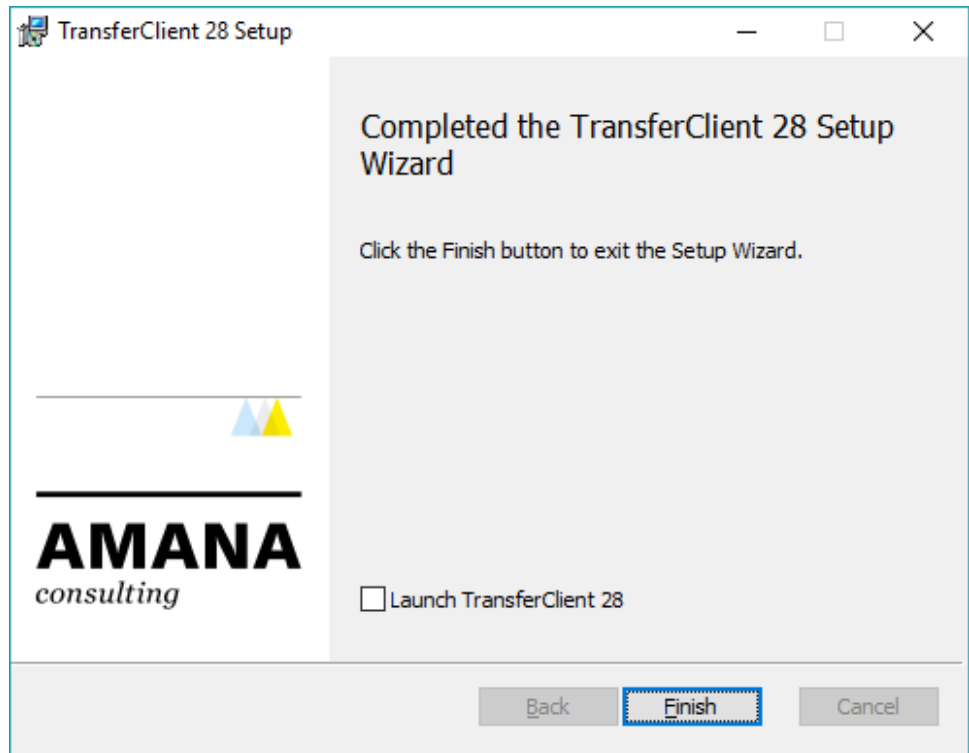 TransferClient 28 Setup
Completed the TransferClient 28 Setup
Wizard
Click the Finish button to exit the Setup Wizard.
AMANA
consulting
Launch TransferClient 28
Back
Finish
Cancel